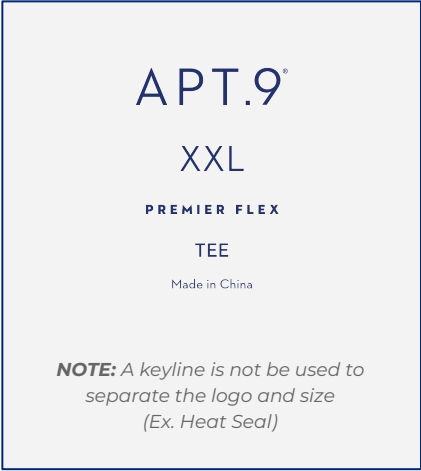 APT.9®
XXL
PREMIER FLEX
TEE
Made in China
NOTE: A keyline is not be used to
separate the logo and size
(Ex. Heat Seal)